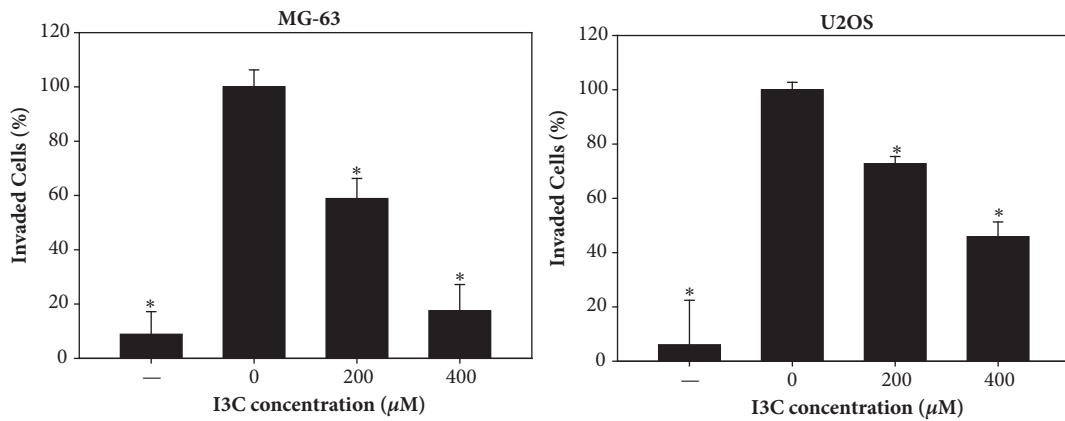 MG-63
120
100
80
60
40
20
0
Invaded Cells (%)
*
*
*
— 0 200 400
I3C concentration (μM)
U2OS
120
100
80
60
40
20
0
Invaded Cells (%)
*
*
*
— 0 200 400
I3C concentration (μM)